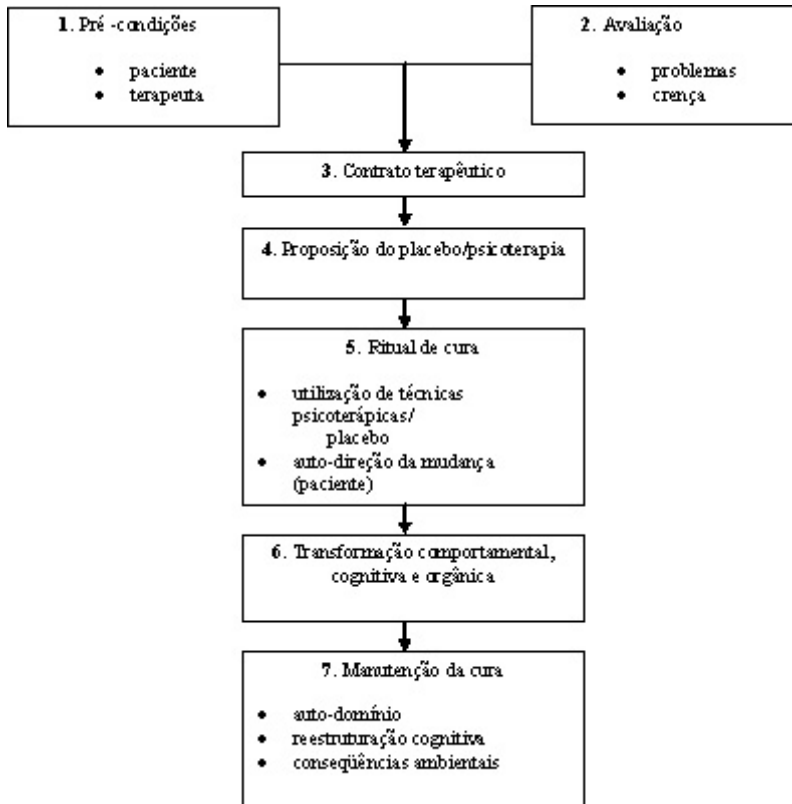 1. Pré -condições
• paciente
• terapeuta
2. Avaliação
• problemas
• crença
3. Contrato terapêutico
4. Proposição do placebo/psicoterapia
5. Ritual de cura
• utilização de técnicas
psicoterápicas/
placebo
• auto-direção da mudança
(paciente)
6. Transformação comportamental,
cognitiva e orgânica
7. Manutenção da cura
• auto-domínio
• reestruturação cognitiva
• conseqüências ambientais